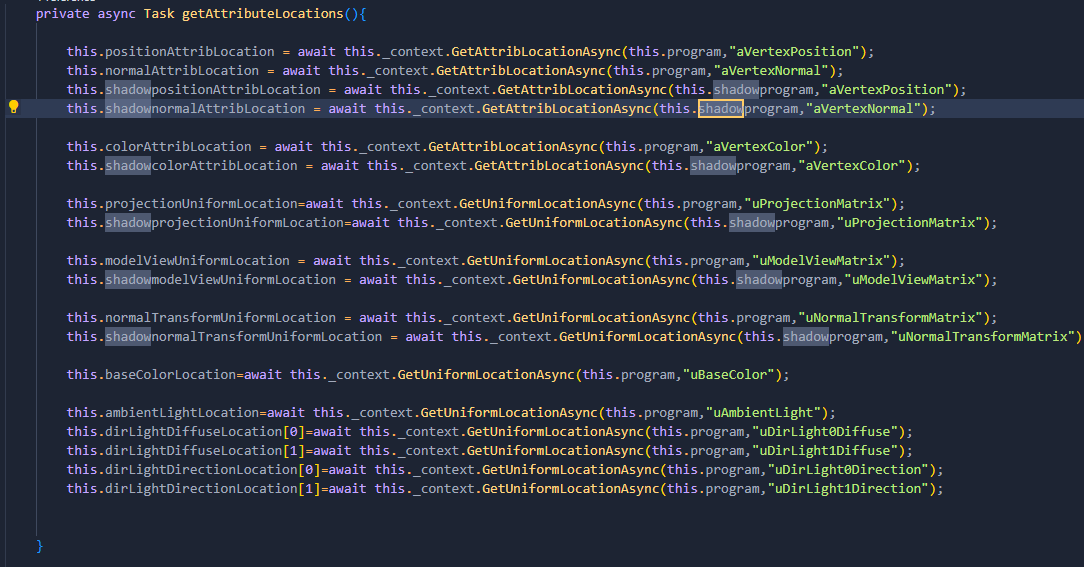 private async Task getAttributeLocations(){
this.positionAttribLocation = await this._context.GetAttribLocationAsync(this.program,"aVertexPosition");
this.normalAttribLocation = await this._context.GetAttribLocationAsync(this.program,"aVertexNormal");
this.shadowpositionAttribLocation = await this._context.GetAttribLocationAsync(this.shadowprogram,"aVertexPosition");
this.shadownormalAttribLocation = await this._context.GetAttribLocationAsync(this.shadowprogram,"aVertexNormal");
this.colorAttribLocation = await this._context.GetAttribLocationAsync(this.program,"aVertexColor");
this.shadowcolorAttribLocation = await this._context.GetAttribLocationAsync(this.shadowprogram,"aVertexColor");
this.projectionUniformLocation=await this._context.GetUniformLocationAsync(this.program,"uProjectionMatrix");
this.shadowprojectionUniformLocation=await this._context.GetUniformLocationAsync(this.shadowprogram,"uProjectionMatrix");
this.modelViewUniformLocation = await this._context.GetUniformLocationAsync(this.program,"uModelViewMatrix");
this.shadowmodelViewUniformLocation = await this._context.GetUniformLocationAsync(this.shadowprogram,"uModelViewMatrix");
this.normalTransformUniformLocation = await this._context.GetUniformLocationAsync(this.program,"uNormalTransformMatrix");
this.shadownormalTransformUniformLocation = await this._context.GetUniformLocationAsync(this.shadowprogram,"uNormalTransformMatrix")
this.baseColorLocation=await this._context.GetUniformLocationAsync(this.program,"uBaseColor");
this.ambientLightLocation=await this._context.GetUniformLocationAsync(this.program,"uAmbientLight");
this.dirLightDiffuseLocation[0]=await this._context.GetUniformLocationAsync(this.program,"uDirLight0Diffuse");
this.dirLightDiffuseLocation[1]=await this._context.GetUniformLocationAsync(this.program,"uDirLight1Diffuse");
this.dirLightDirectionLocation[0]=await this._context.GetUniformLocationAsync(this.program,"uDirLight0Direction");
this.dirLightDirectionLocation[1]=await this._context.GetUniformLocationAsync(this.program,"uDirLight1Direction");
}